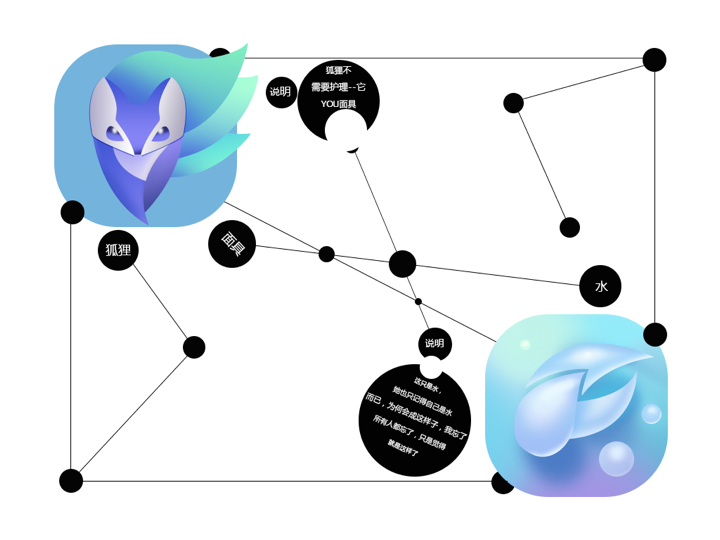 说明
狐狸不
需要护理--它
YOU面具
狐狸
面具
水
说明
这只是水，
她也只记得自己是水
而已，为何会成这样子，我忘了
所有人都忘了，只是觉得
就是这样了